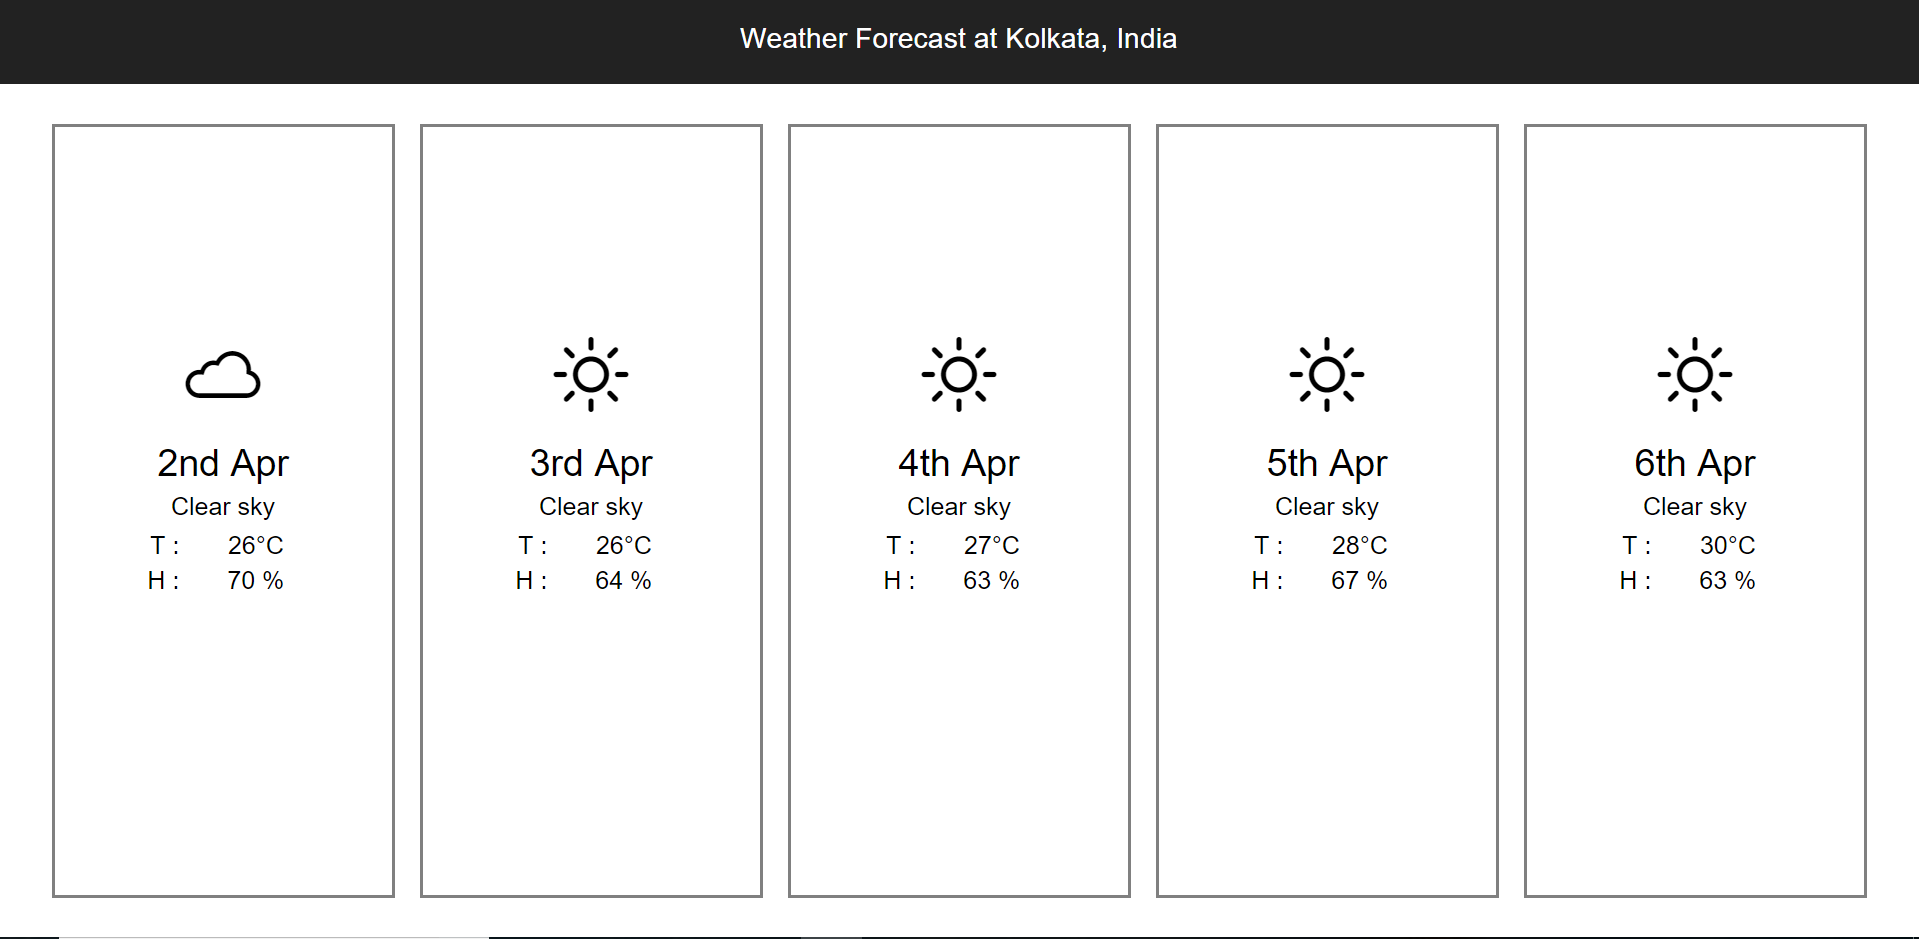 Weather Forecast at Kolkata, India
2nd Apr
Clear sky
T : 26°C
H : 70 %
3rd Apr
Clear sky
T : 26°C
H : 64 %
4th Apr
Clear sky
T : 27°C
H : 63 %
5th Apr
Clear sky
T : 28°C
H : 67 %
6th Apr
Clear sky
T : 30°C
H : 63 %